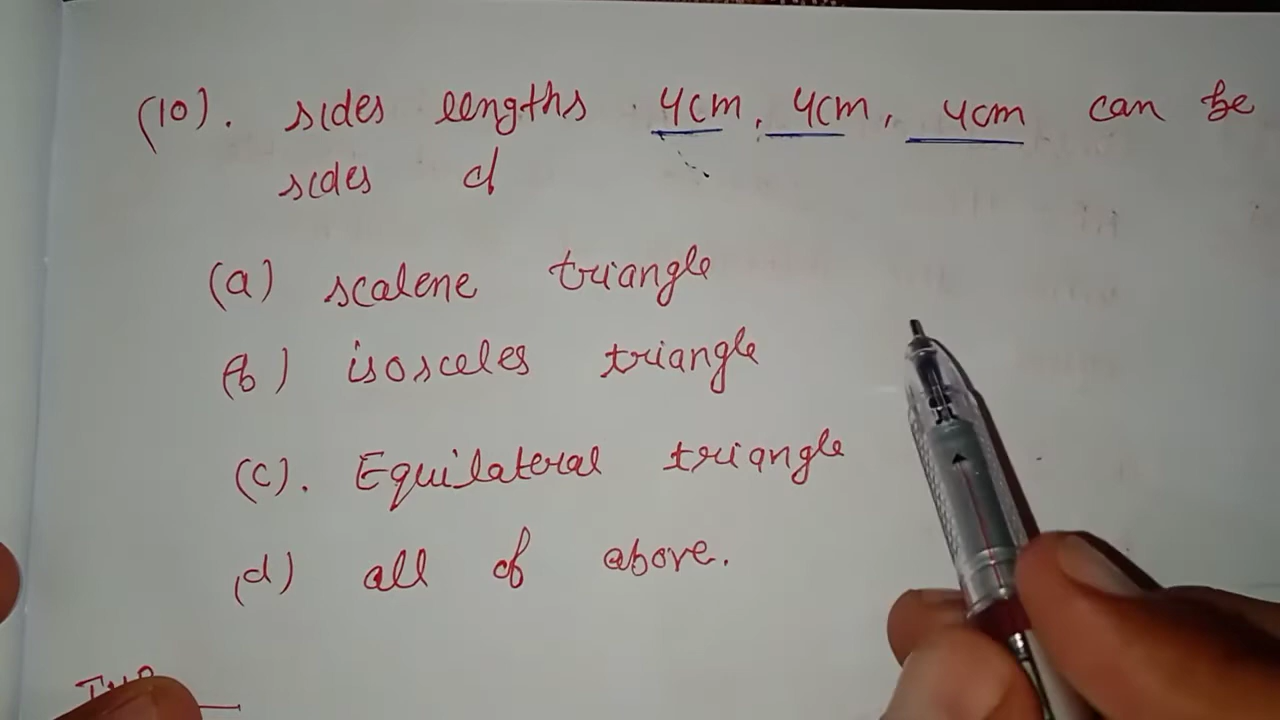 (10). sides lengths 4cm, 4cm, 4cm can be
sides of
(a) scalene triangle
(b) isosceles triangle
(c). Equilateral triangle
(d) all of above.